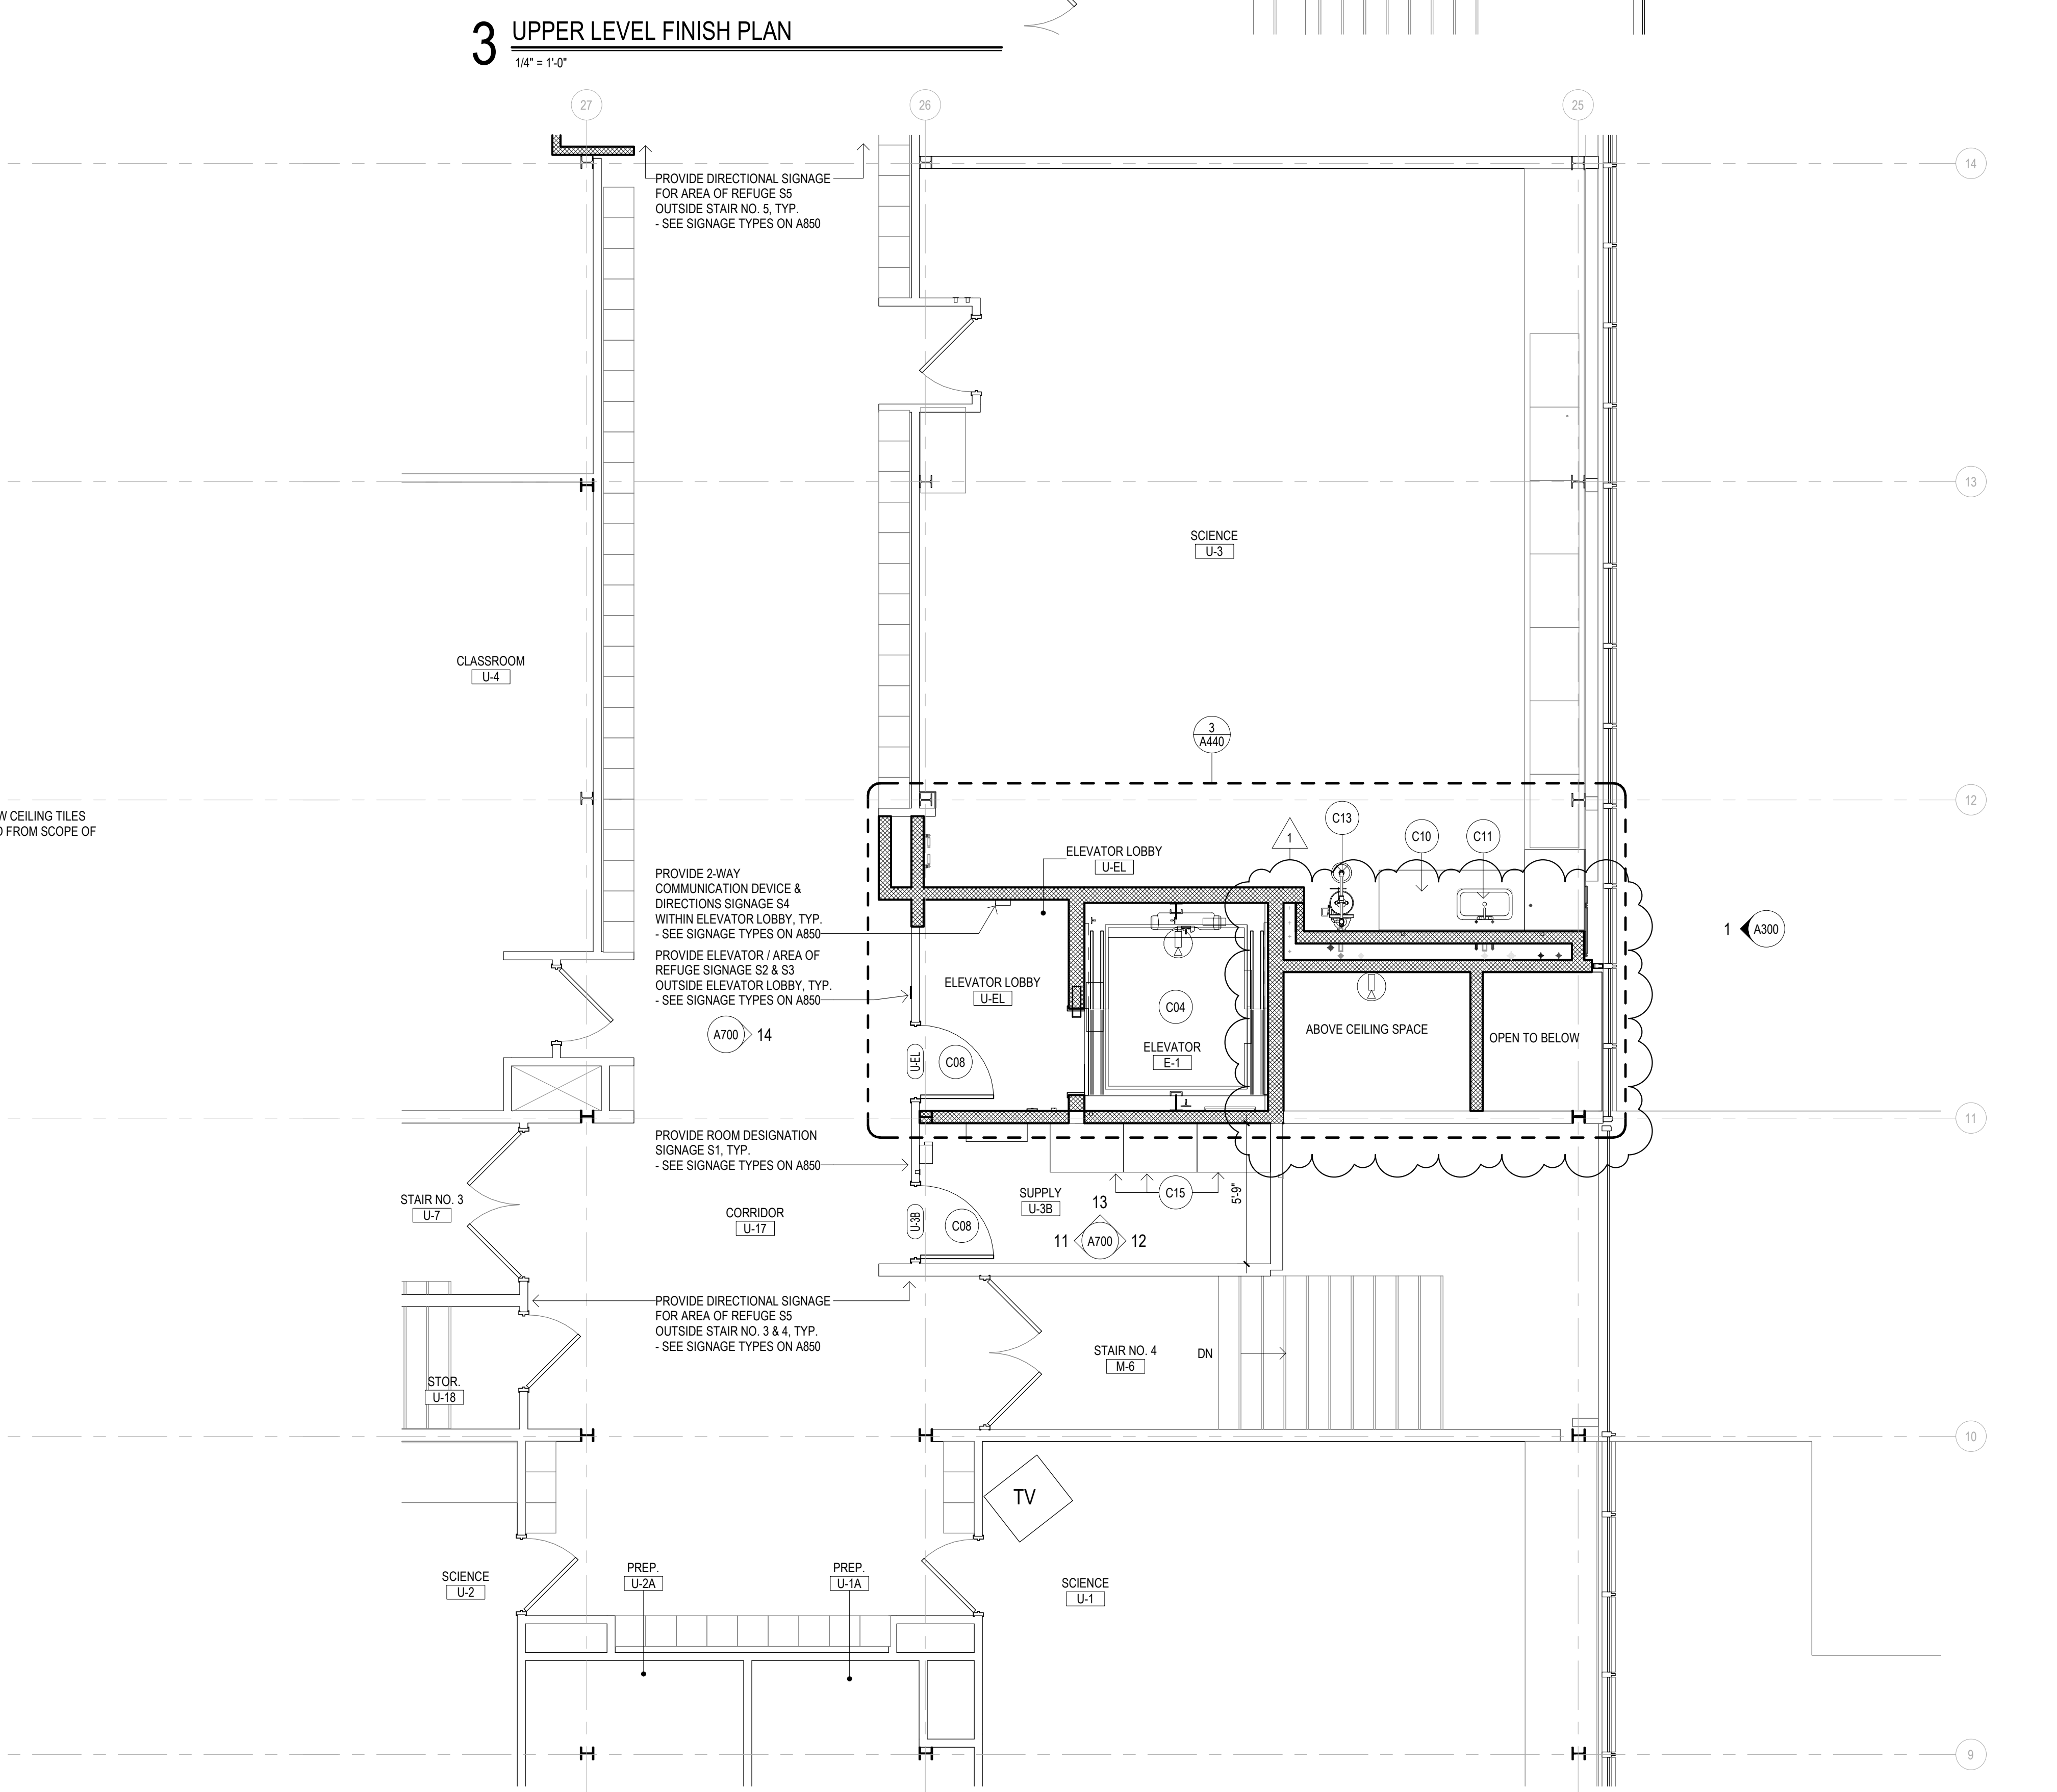 3 UPPER LEVEL FINISH PLAN
1/4" = 1'-0"
27
26
25
14
PROVIDE DIRECTIONAL SIGNAGE
FOR AREA OF REFUGE S5
OUTSIDE STAIR NO. 5, TYP.
- SEE SIGNAGE TYPES ON A850
13
SCIENCE
U-3
CLASSROOM
U-4
3
A440
12
CEILING TILES
FROM SCOPE OF
C13
C10
C11
1
ELEVATOR LOBBY
U-EL
PROVIDE 2-WAY
COMMUNICATION DEVICE &
DIRECTIONS SIGNAGE S4
WITHIN ELEVATOR LOBBY, TYP.
- SEE SIGNAGE TYPES ON A850
1 A300
PROVIDE ELEVATOR / AREA OF
REFUGE SIGNAGE S2 & S3
OUTSIDE ELEVATOR LOBBY, TYP.
- SEE SIGNAGE TYPES ON A850
ELEVATOR LOBBY
U-EL
C04
A700 14
ABOVE CEILING SPACE
OPEN TO BELOW
ELEVATOR
E-1
U-EL
C08
11
PROVIDE ROOM DESIGNATION
SIGNAGE S1, TYP.
- SEE SIGNAGE TYPES ON A850
STAIR NO. 3
U-7
CORRIDOR
U-17
SUPPLY
U-3B
C15
5'-9"
U-3B
C08
13
11 A700 12
PROVIDE DIRECTIONAL SIGNAGE
FOR AREA OF REFUGE S5
OUTSIDE STAIR NO. 3 & 4, TYP.
- SEE SIGNAGE TYPES ON A850
STAIR NO. 4
M-6
DN
STOR.
U-18
10
TV
SCIENCE
U-2
PREP.
U-2A
PREP.
U-1A
SCIENCE
U-1
9